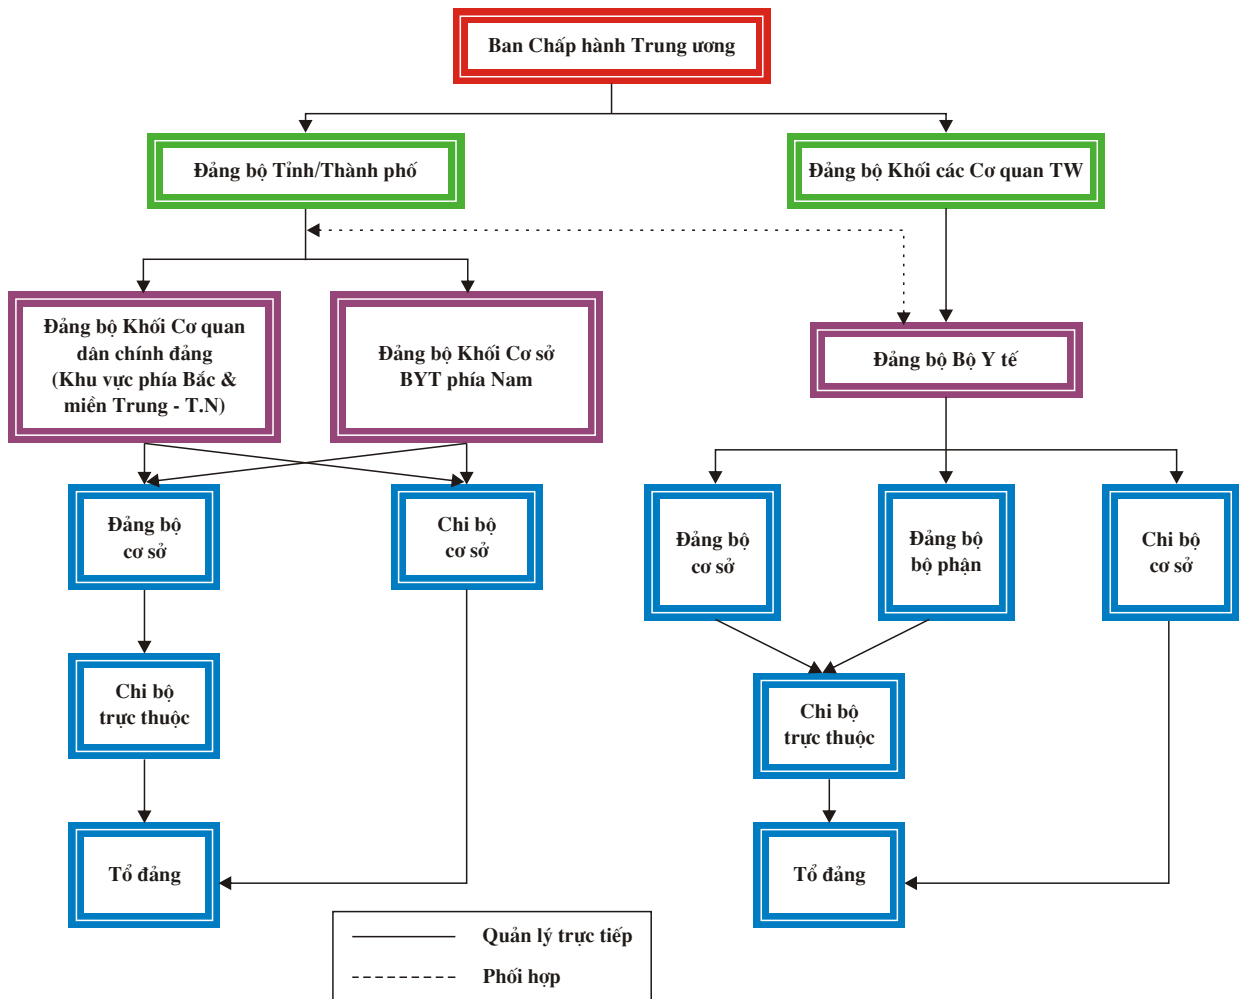 Ban Chấp hành Trung ương
Đảng bộ Tỉnh/Thành phố
Đảng bộ Khối các Cơ quan TW
Đảng bộ Khối Cơ quan
dân chính đảng
(Khu vực phía Bắc &
miền Trung - T.N)
Đảng bộ Khối Cơ sở
BYT phía Nam
Đảng bộ Bộ Y tế
Đảng bộ
cơ sở
Chi bộ
cơ sở
Đảng bộ
cơ sở
Đảng bộ
bộ phận
Chi bộ
cơ sở
Chi bộ
trực thuộc
Chi bộ
trực thuộc
Tổ đảng
Tổ đảng
Quản lý trực tiếp
Phối hợp